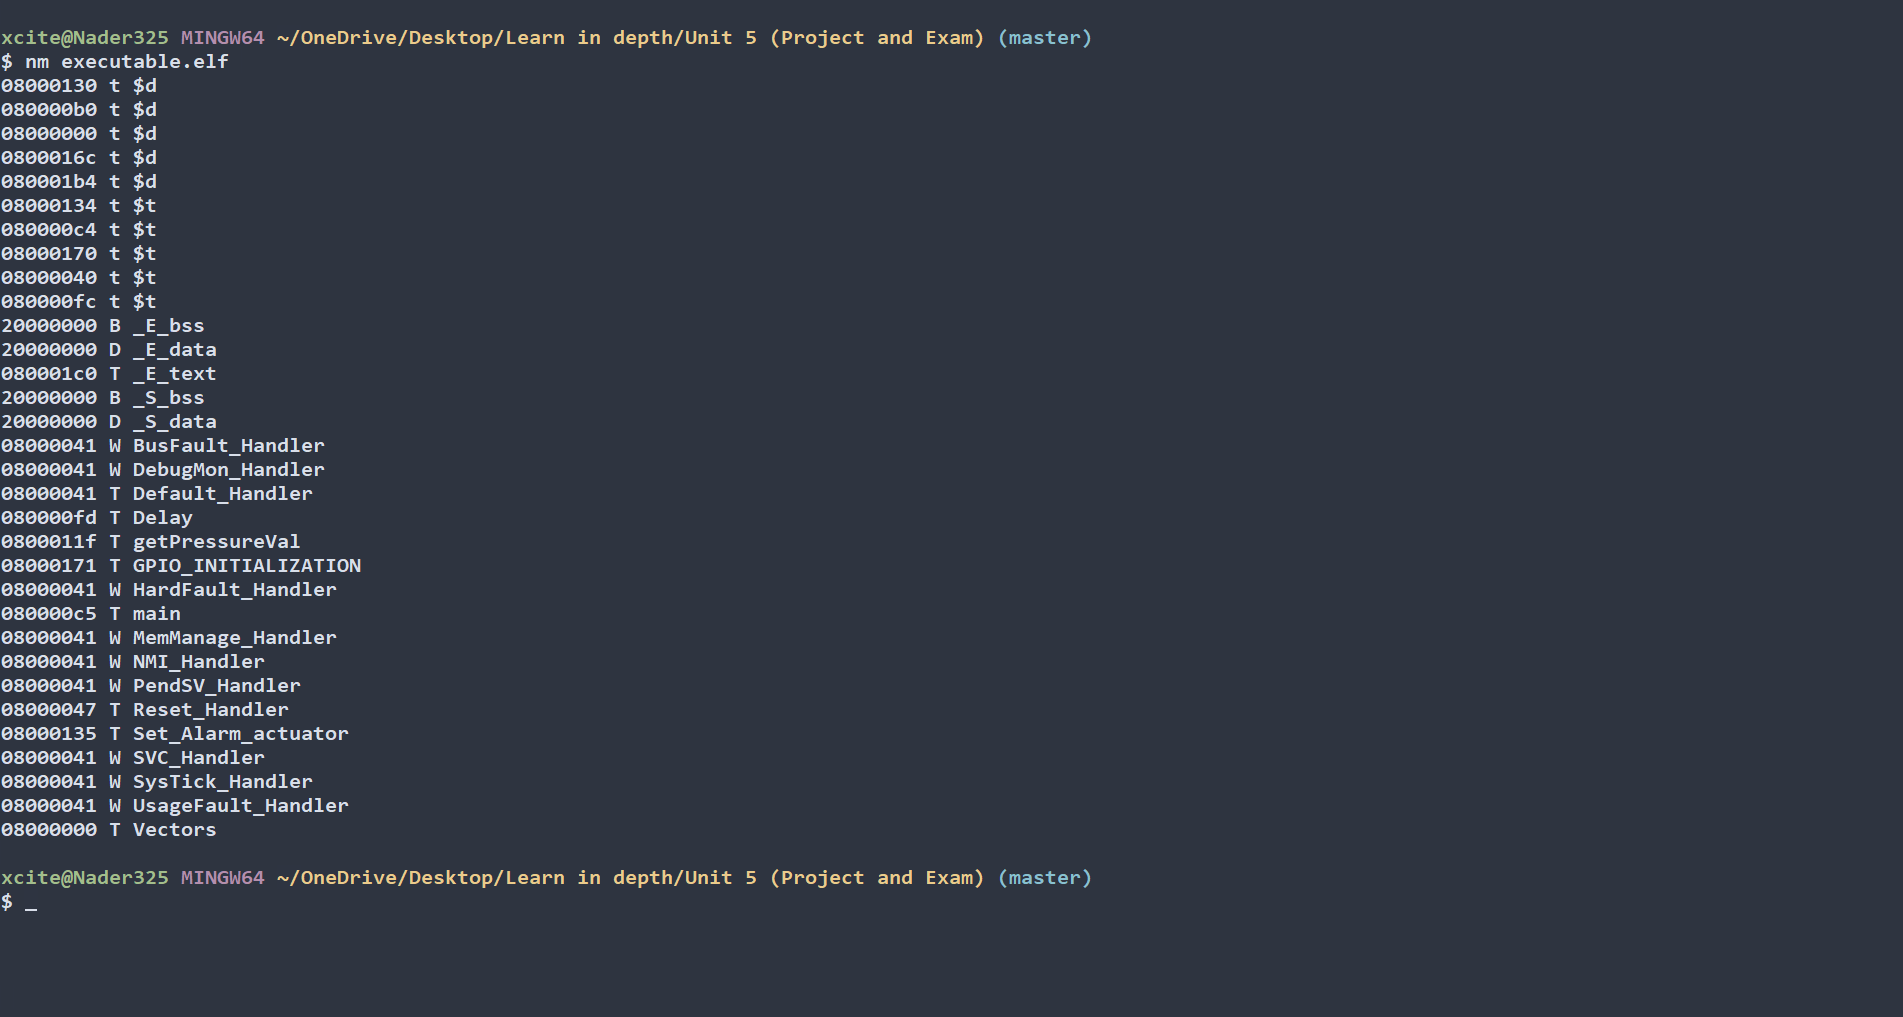 xcite@Nader325 MINGW64 ~/OneDrive/Desktop/Learn in depth/Unit 5 (Project and Exam) (master)
$ nm executable.elf
08000130 t $d
080000b0 t $d
08000000 t $d
0800016c t $d
080001b4 t $d
08000134 t $t
080000c4 t $t
08000170 t $t
08000040 t $t
080000fc t $t
20000000 B _E_bss
20000000 D _E_data
080001c0 T _E_text
20000000 B _S_bss
20000000 D _S_data
08000041 W BusFault_Handler
08000041 W DebugMon_Handler
08000041 T Default_Handler
080000fd T Delay
0800011f T getPressureVal
08000171 T GPIO_INITIALIZATION
08000041 W HardFault_Handler
080000c5 T main
08000041 W MemManage_Handler
08000041 W NMI_Handler
08000041 W PendSV_Handler
08000047 T Reset_Handler
08000135 T Set_Alarm_actuator
08000041 W SVC_Handler
08000041 W SysTick_Handler
08000041 W UsageFault_Handler
08000000 T Vectors
xcite@Nader325 MINGW64 ~/OneDrive/Desktop/Learn in depth/Unit 5 (Project and Exam) (master)
$ _